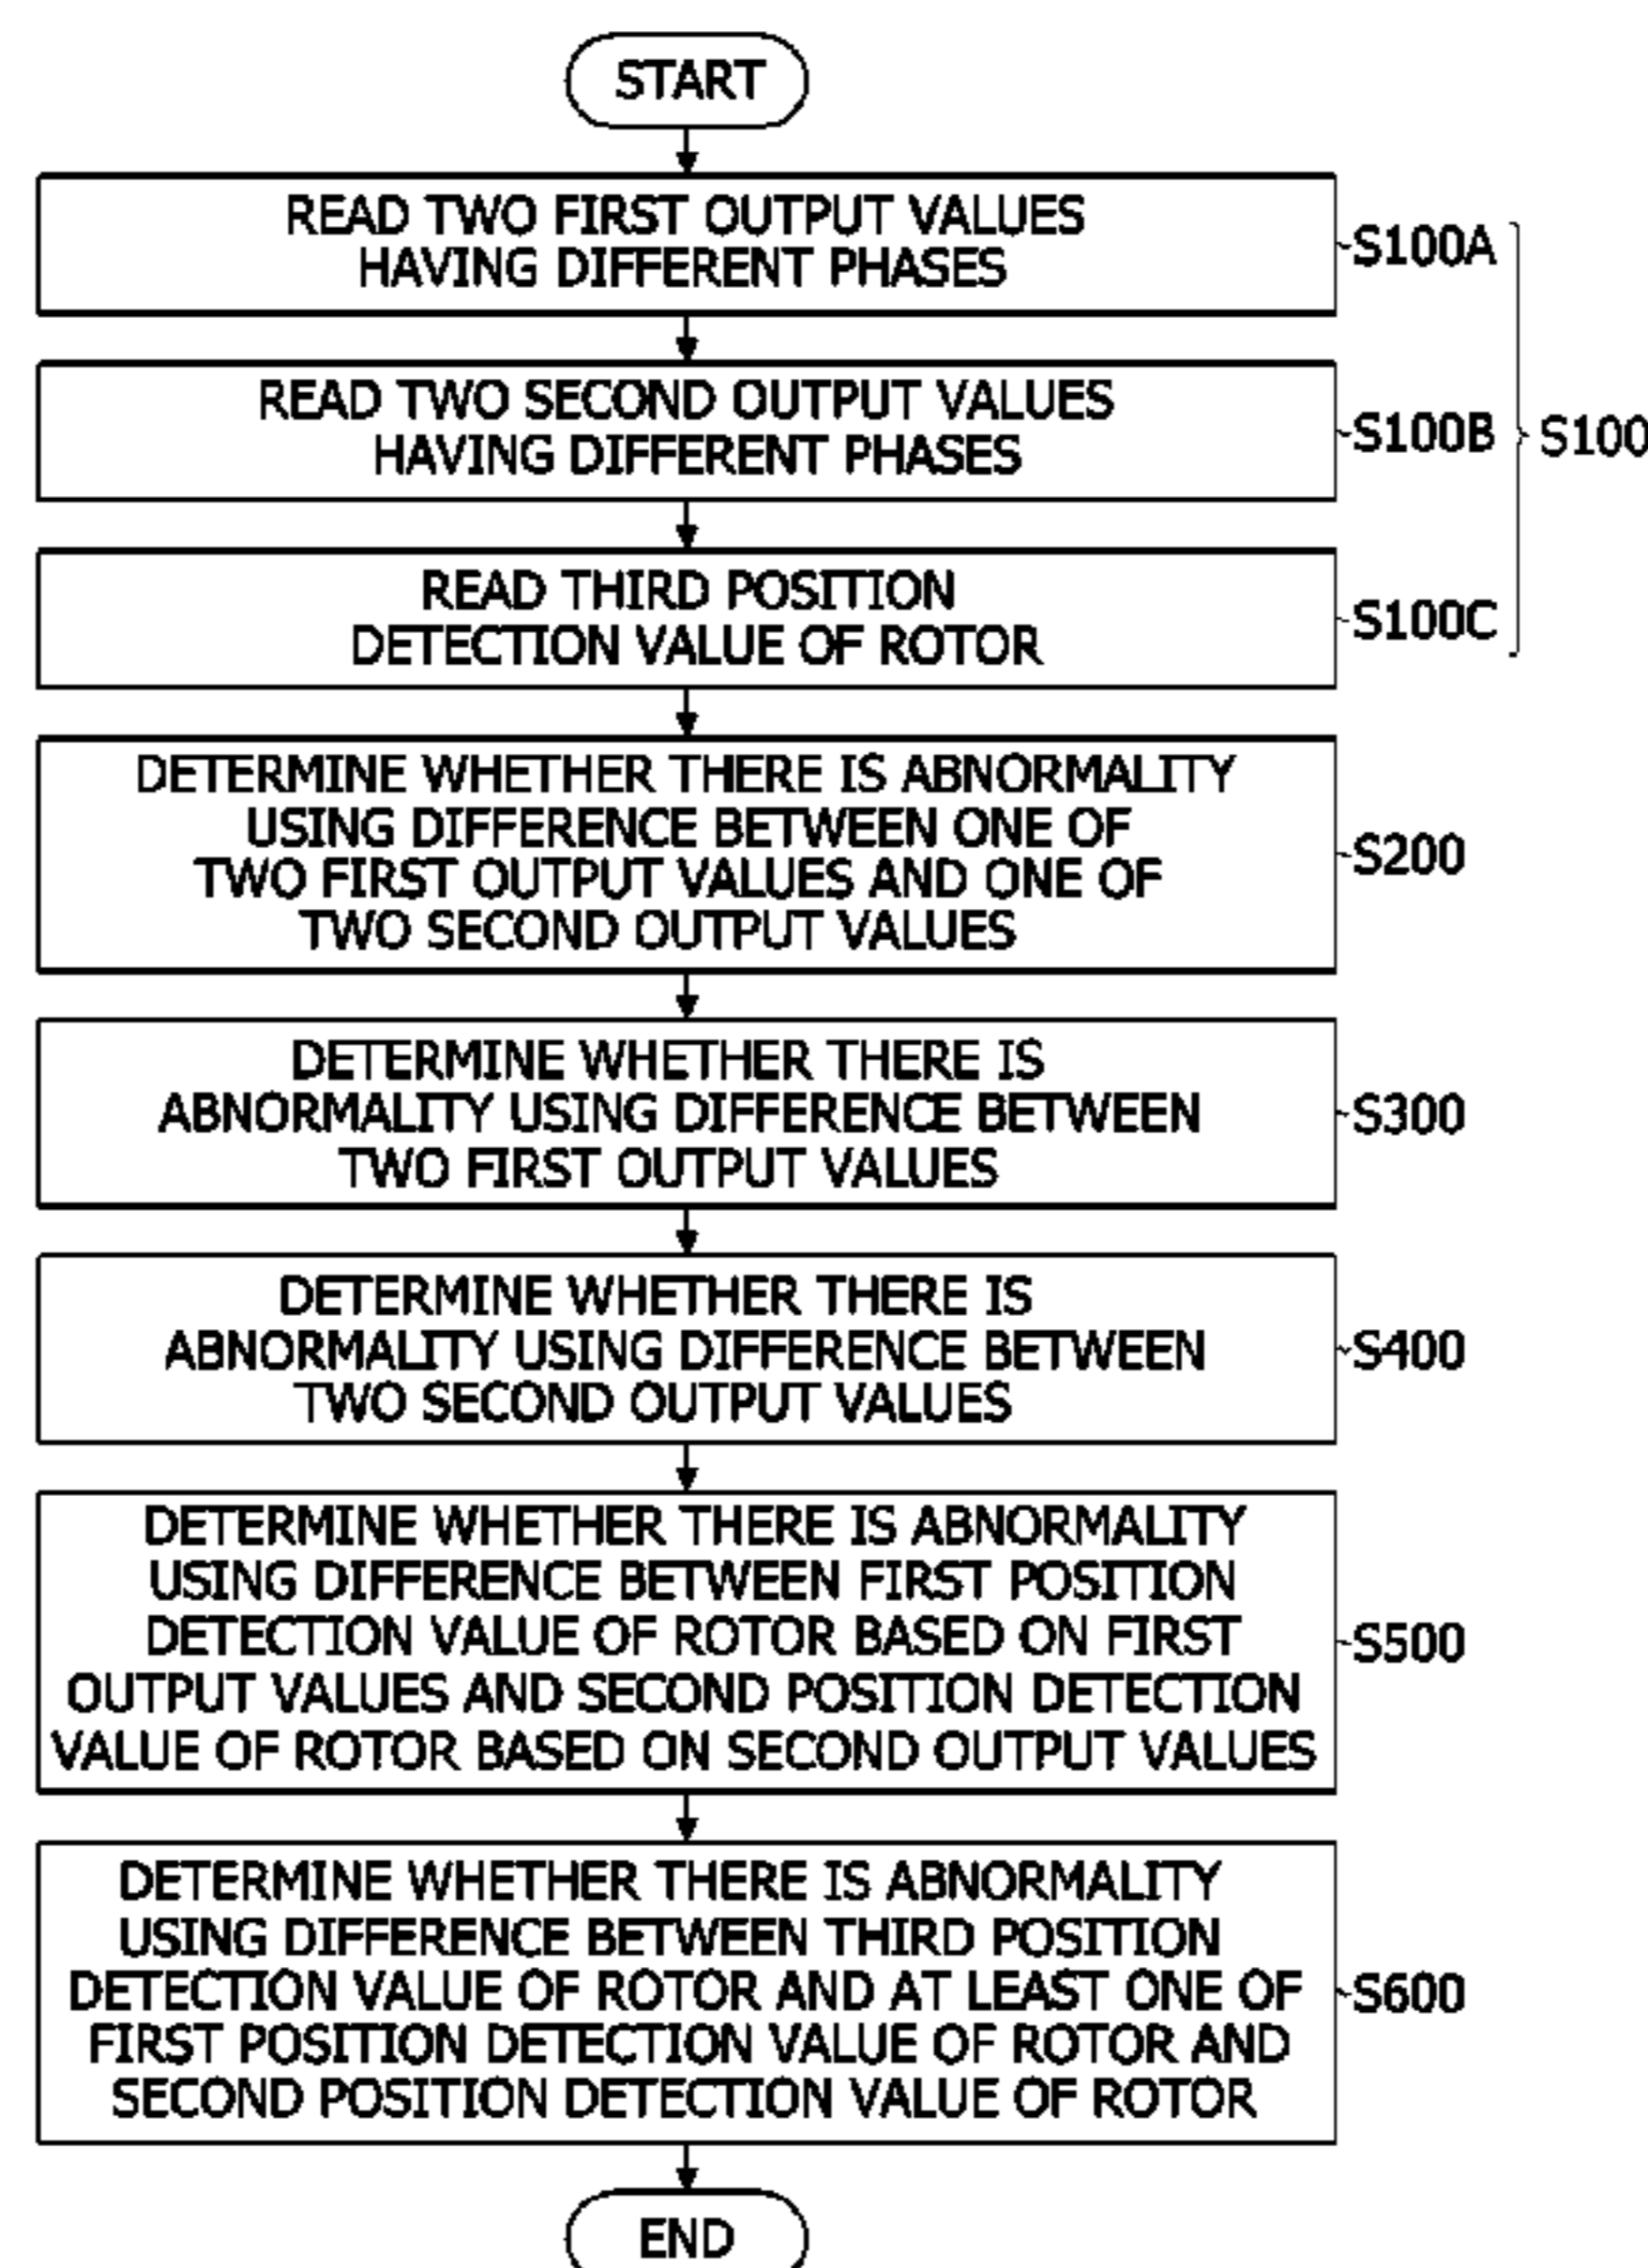 START
READ TWO FIRST OUTPUT VALUES
HAVING DIFFERENT PHASES
S100A
READ TWO SECOND OUTPUT VALUES
HAVING DIFFERENT PHASES
S100B
S100
READ THIRD POSITION
DETECTION VALUE OF ROTOR
S100C
DETERMINE WHETHER THERE IS ABNORMALITY
USING DIFFERENCE BETWEEN ONE OF
TWO FIRST OUTPUT VALUES AND ONE OF
TWO SECOND OUTPUT VALUES
S200
DETERMINE WHETHER THERE IS
ABNORMALITY USING DIFFERENCE BETWEEN
TWO FIRST OUTPUT VALUES
S300
DETERMINE WHETHER THERE IS
ABNORMALITY USING DIFFERENCE BETWEEN
TWO SECOND OUTPUT VALUES
S400
DETERMINE WHETHER THERE IS ABNORMALITY
USING DIFFERENCE BETWEEN FIRST POSITION
DETECTION VALUE OF ROTOR BASED ON FIRST
OUTPUT VALUES AND SECOND POSITION DETECTION
VALUE OF ROTOR BASED ON SECOND OUTPUT VALUES
S500
DETERMINE WHETHER THERE IS ABNORMALITY
USING DIFFERENCE BETWEEN THIRD POSITION
DETECTION VALUE OF ROTOR AND AT LEAST ONE OF
FIRST POSITION DETECTION VALUE OF ROTOR AND
SECOND POSITION DETECTION VALUE OF ROTOR
S600
END